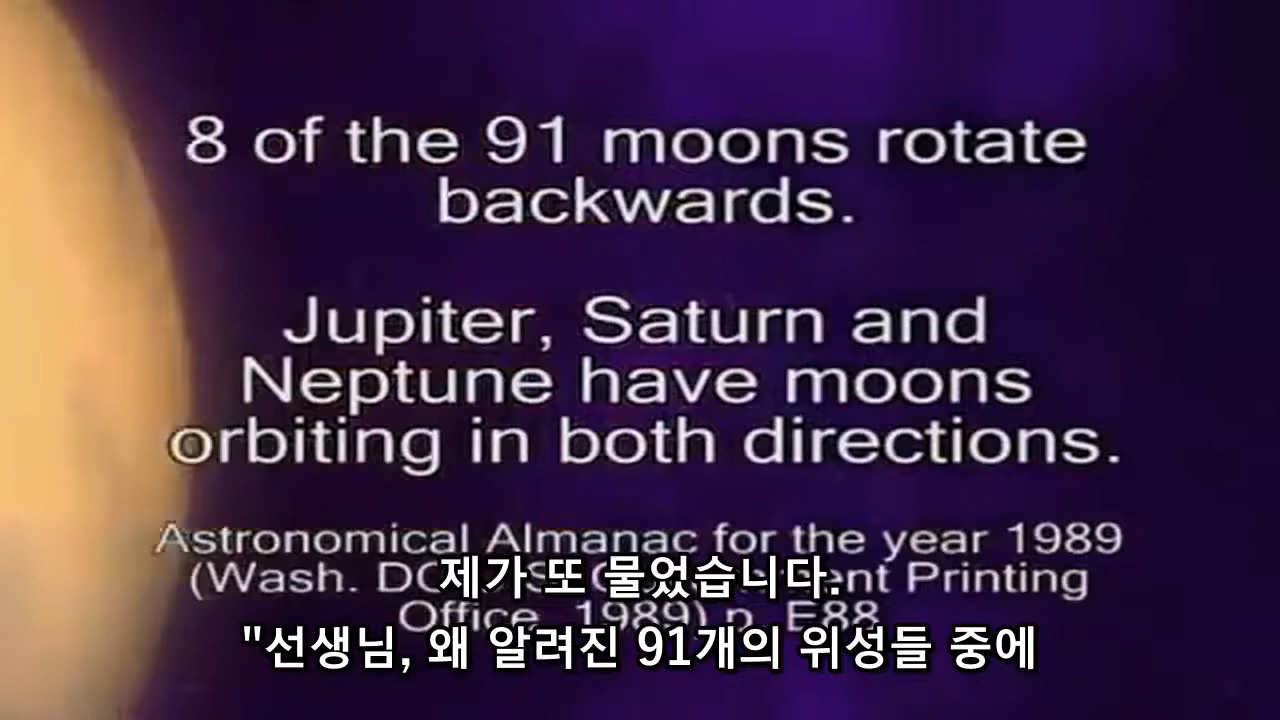 8 of the 91 moons rotate
backwards.
Jupiter, Saturn and
Neptune have moons
orbiting in both directions.
Astronomical Almanac for the year 1989
(Wash. Printing
Office, 1989) p. E88
제가 또 물었습니다.
"선생님, 왜 알려진 91개의 위성들 중에